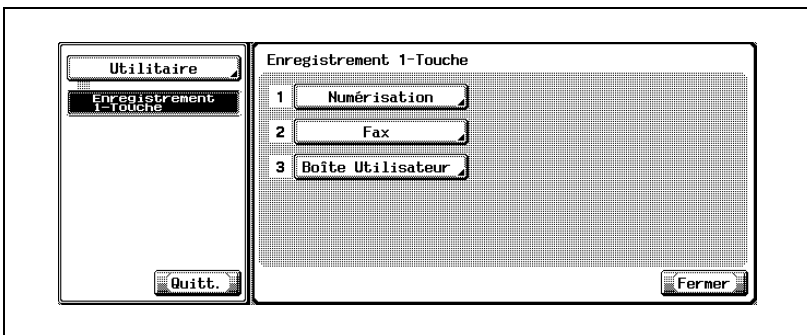 Utilitaire
Enregistrement
1-Touche
Quitt.
Enregistrement 1-Touche
1 Numérisation
2 Fax
3 Boîte Utilisateur
Fermer